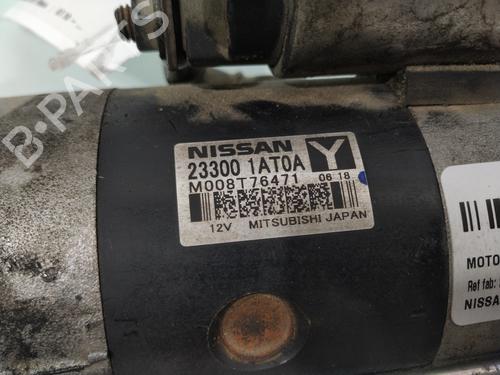 B-PARTS
NISSAN
23300 1AT0A Y
M008T76471 06 18
12V MITSUBISHI JAPAN
MOTO
Ref fab:
NISSA